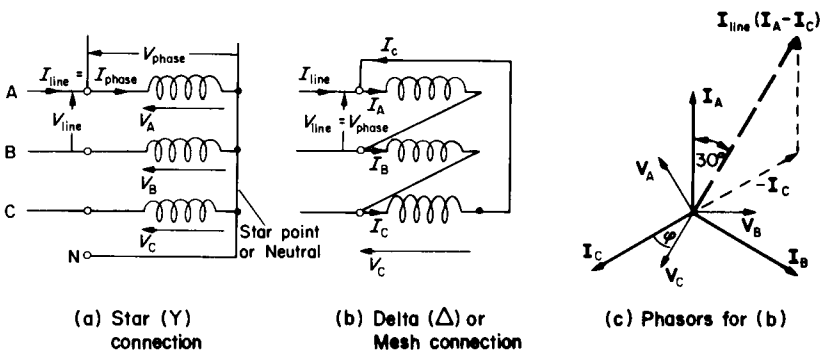 V_phase
I_line = I_phase
A
V_A
V_line
B
V_B
C
V_C
N
Star point
or Neutral
(a) Star (Y)
connection
I_c
I_line
I_A
V_line = V_phase
I_B
I_C
V_C
(b) Delta (Δ) or
Mesh connection
I_line (I_A – I_C)
I_A
30°
V_A
–I_C
V_B
I_C
φ
V_C
I_B
(c) Phasors for (b)